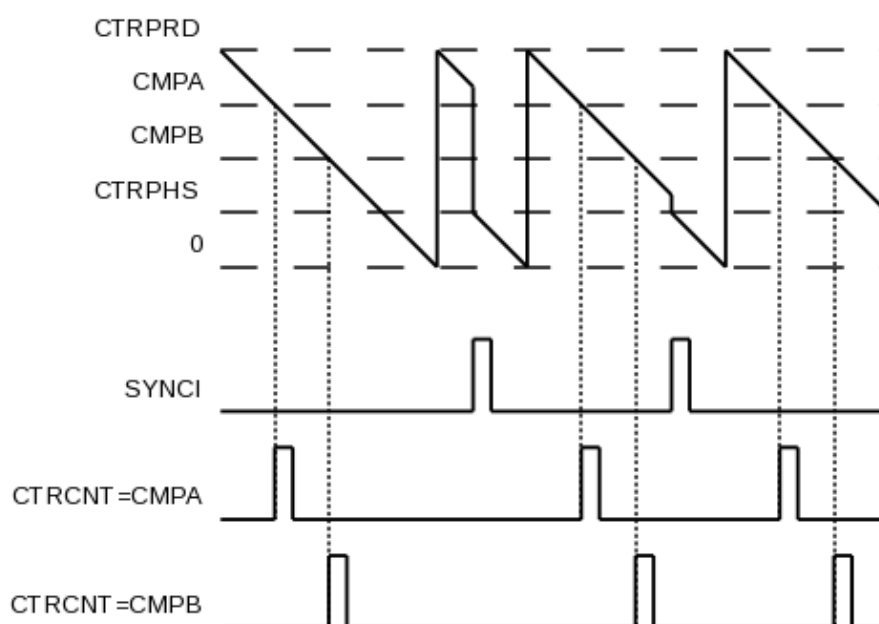 CTRPRD
CMPA
CMPB
CTRPHS
0
SYNCI
CTRCNT=CMPA
CTRCNT=CMPB